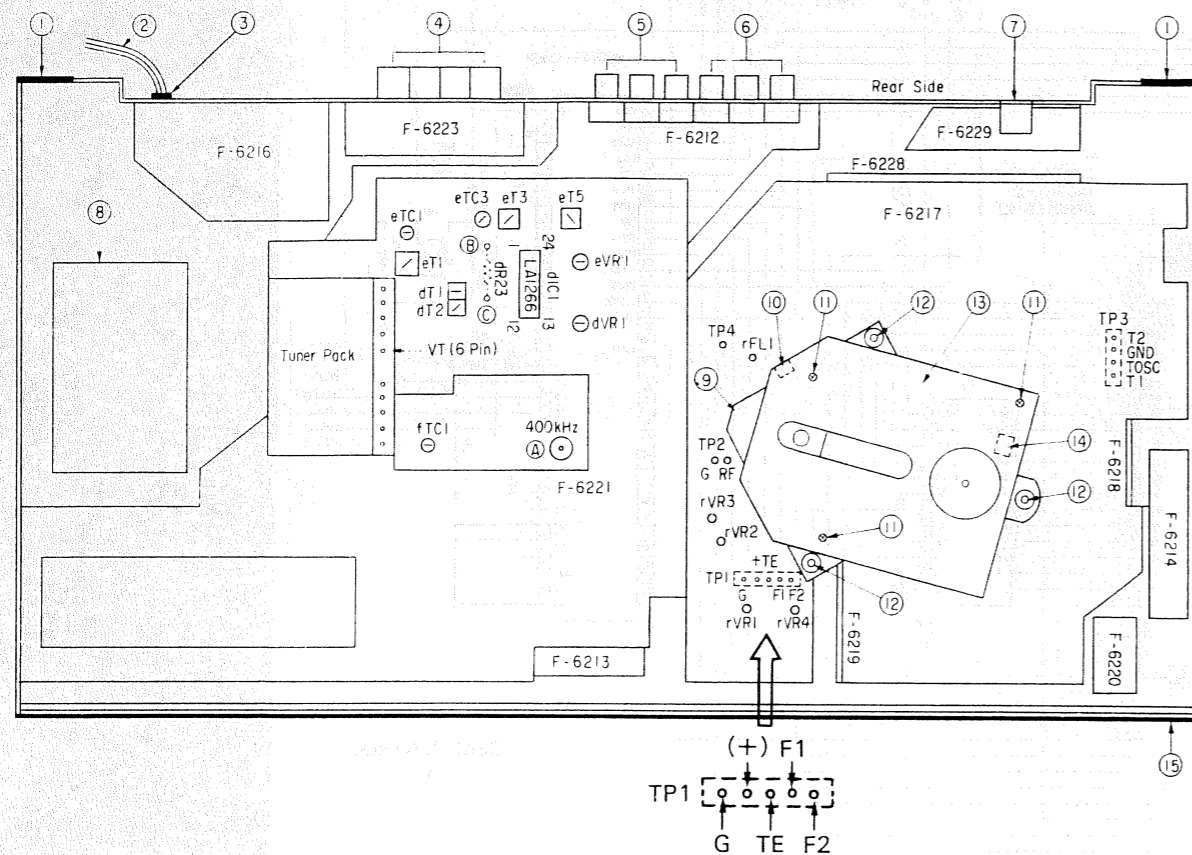 1 2 3 4 5 6 7 1
Rear Side
F-6216
F-6223
F-6212
F-6229
F-6228
F-6217
8
eTC1
eTC3
eT3
eT5
B
eT1
dR23
1
24
LA1266
dIC1
eVR1
dT1
dT2
C
12
13
dVR1
Tuner Pack
VT (6 Pin)
fTC1
400kHz
A
F-6221
TP4
rFL1
10
11
12
13
11
TP3
T2
GND
TOSC
T1
9
14
TP2
G RF
12
F-6218
rVR3
rVR2
11
F-6214
+TE
TP1
G F1 F2
12
rVR1
rVR4
F-6219
F-6220
F-6213
(+) F1
15
TP1
G TE F2